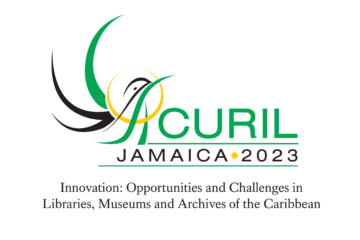 ACURIL
JAMAICA • 2023
Innovation: Opportunities and Challenges in
Libraries, Museums and Archives of the Caribbean